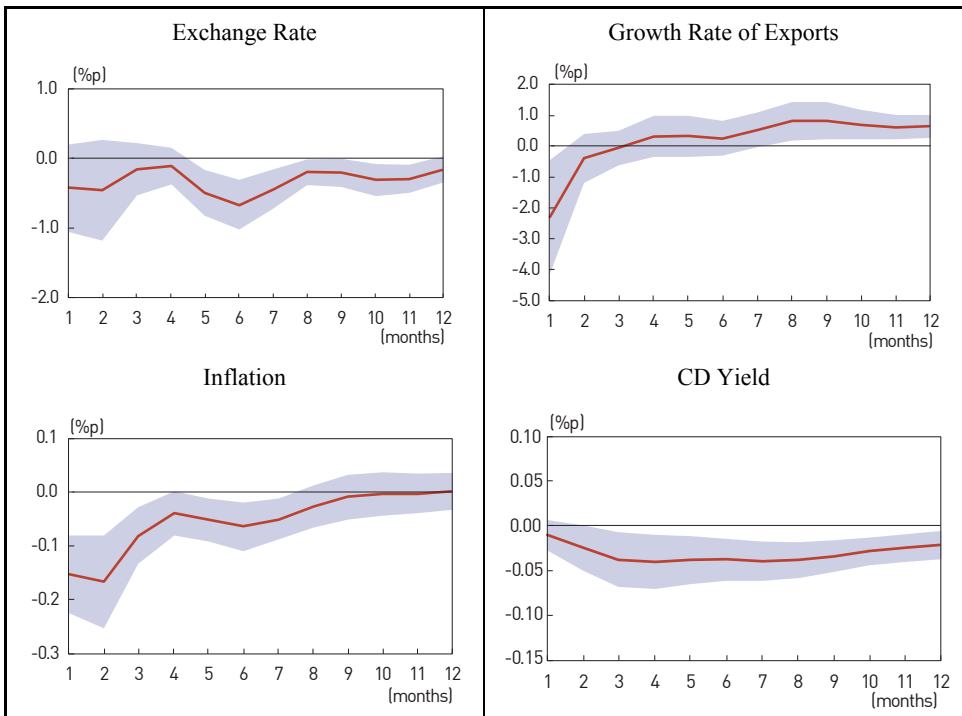 Exchange Rate
(%p)
1.0
0.0
-1.0
-2.0
1 2 3 4 5 6 7 8 9 10 11 12
(months)
Growth Rate of Exports
(%p)
2.0
1.0
0.0
-1.0
-2.0
-3.0
-4.0
-5.0
1 2 3 4 5 6 7 8 9 10 11 12
(months)
Inflation
(%p)
0.1
0.0
-0.1
-0.2
-0.3
1 2 3 4 5 6 7 8 9 10 11 12
(months)
CD Yield
(%p)
0.10
0.05
0.00
-0.05
-0.10
-0.15
1 2 3 4 5 6 7 8 9 10 11 12
(months)